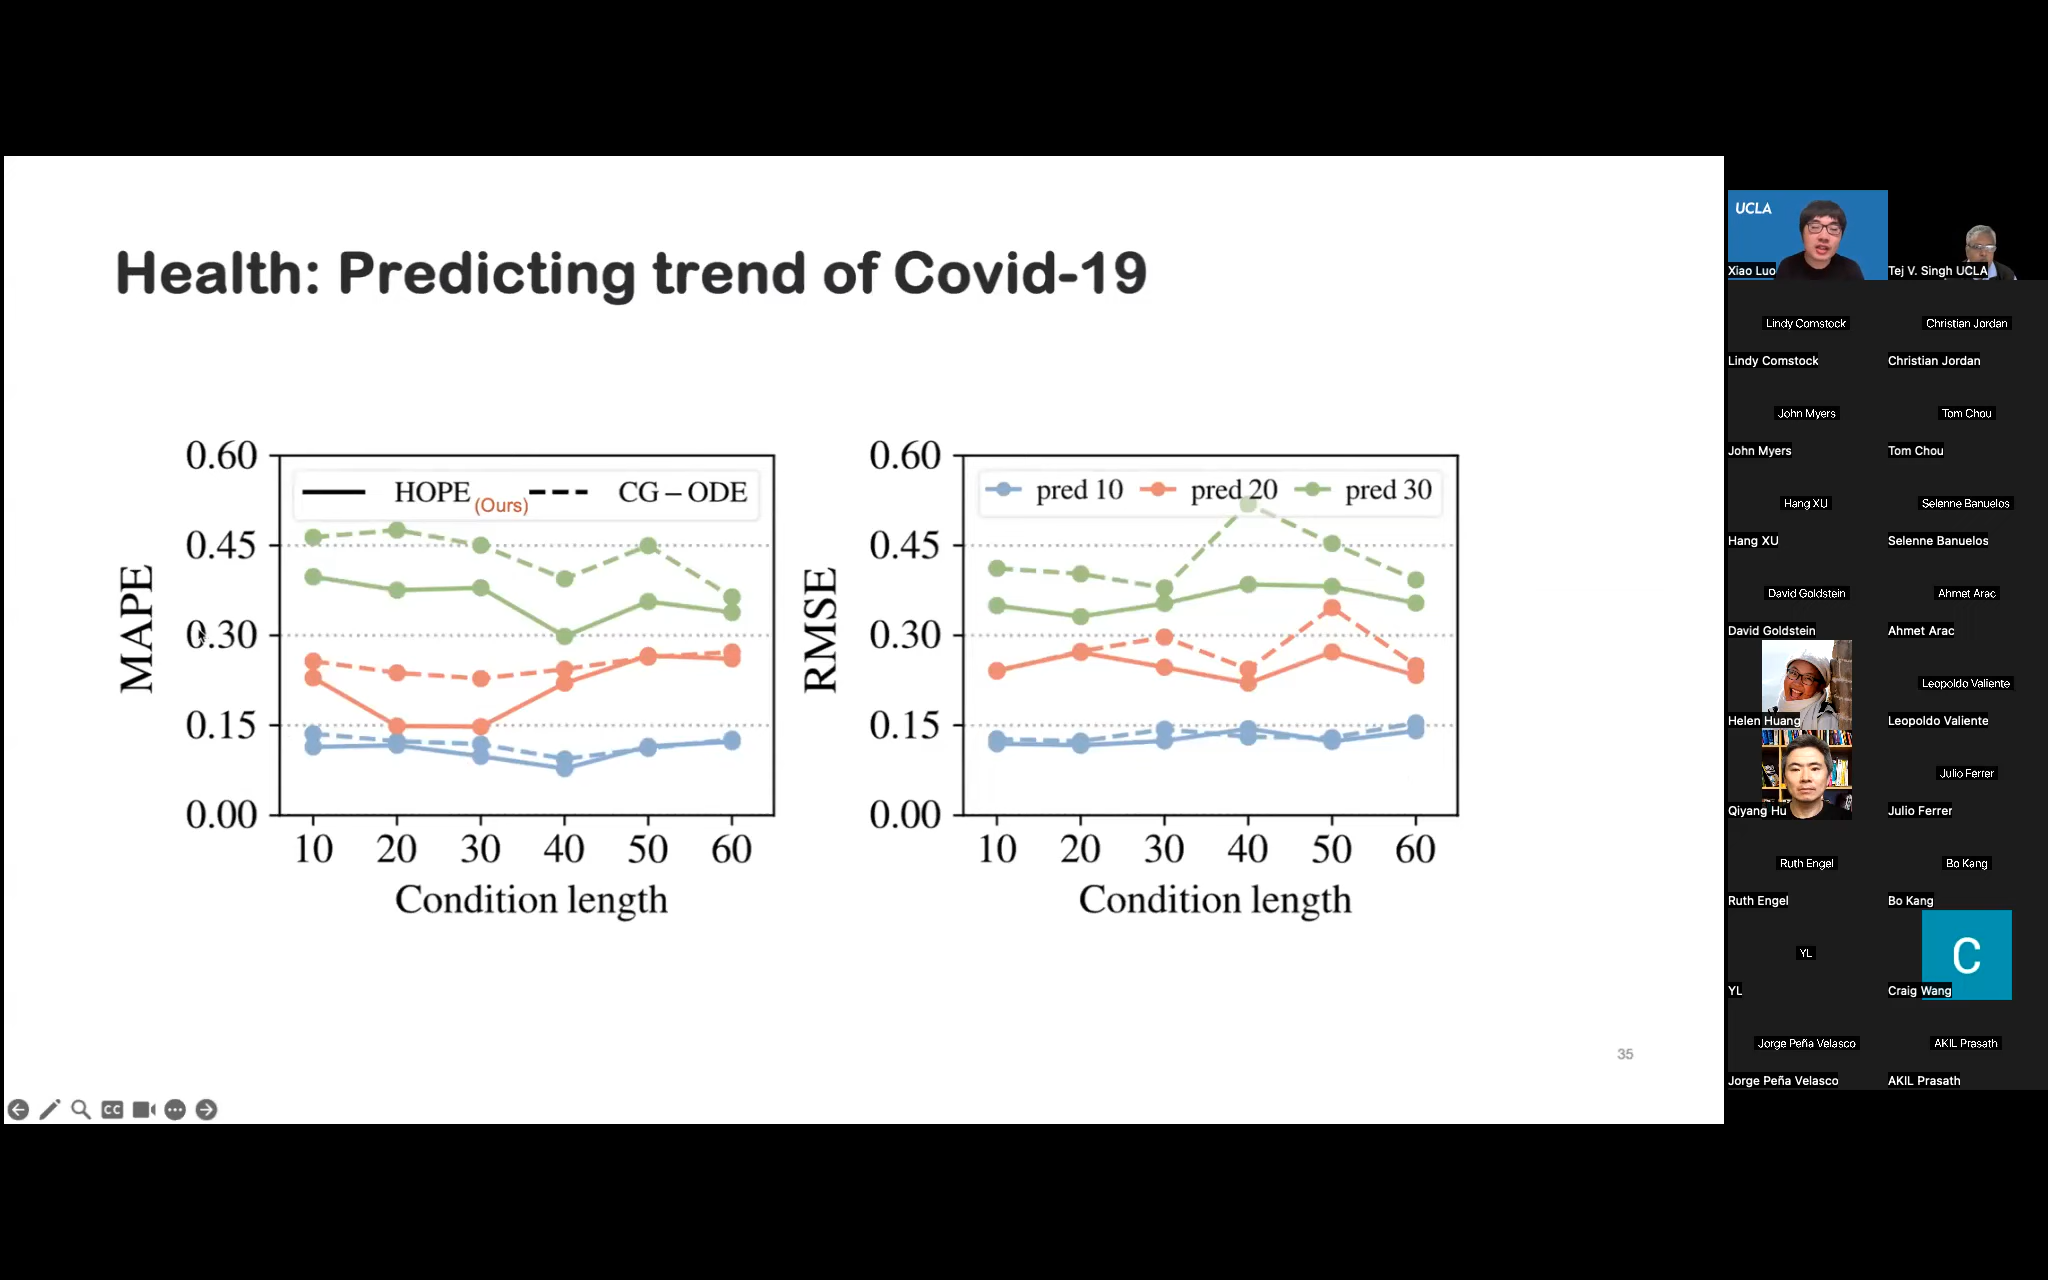 Health: Predicting trend of Covid-19
0.60
0.45
0.30
0.15
0.00
MAPE
HOPE (Ours) CG – ODE
10 20 30 40 50 60
Condition length
0.60
0.45
0.30
0.15
0.00
RMSE
pred 10 pred 20 pred 30
10 20 30 40 50 60
Condition length
35
CC
UCLA
Xiao Luo
Tej V. Singh UCLA
Lindy Comstock
Christian Jordan
Lindy Comstock
Christian Jordan
John Myers
Tom Chou
John Myers
Tom Chou
Hang XU
Selenne Banuelos
Hang XU
Selenne Banuelos
David Goldstein
Ahmet Arac
David Goldstein
Ahmet Arac
Leopoldo Valiente
Helen Huang
Leopoldo Valiente
Julio Ferrer
Qiyang Hu
Julio Ferrer
Ruth Engel
Bo Kang
Ruth Engel
Bo Kang
YL
C
YL
Craig Wang
Jorge Peña Velasco
AKIL Prasath
Jorge Peña Velasco
AKIL Prasath